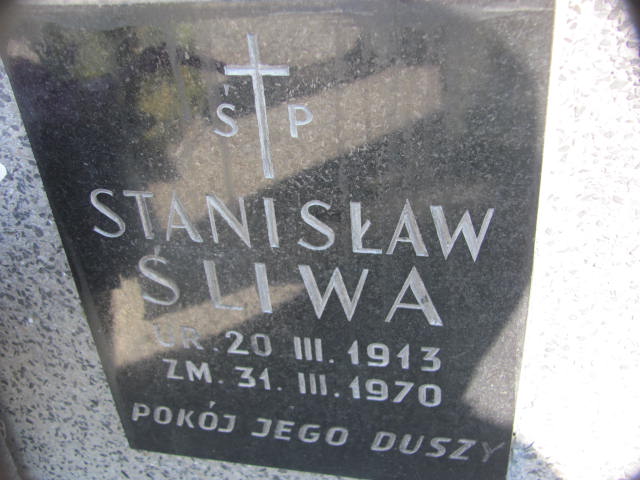 Ś P
STANISŁAW
ŚLIWA
UR. 20 III. 1913
ZM. 31. III. 1970
POKÓJ JEGO DUSZY